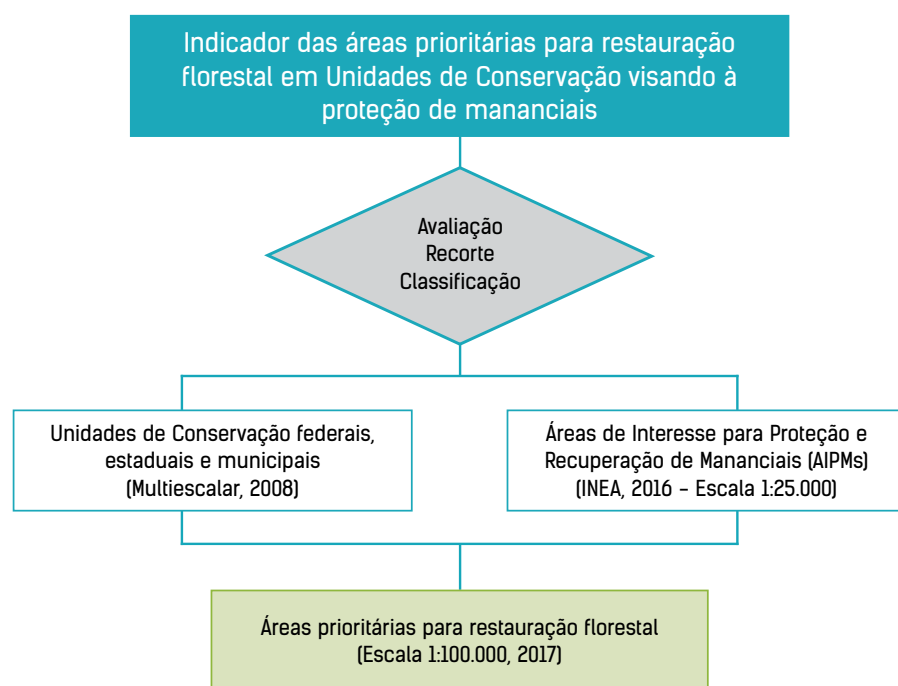 Indicador das áreas prioritárias para restauração
florestal em Unidades de Conservação visando à
proteção de mananciais
Avaliação
Recorte
Classificação
Unidades de Conservação federais,
estaduais e municipais
(Multiescalar, 2008)
Áreas de Interesse para Proteção e
Recuperação de Mananciais (AIPMs)
(INEA, 2016 – Escala 1:25.000)
Áreas prioritárias para restauração florestal
(Escala 1:100.000, 2017)